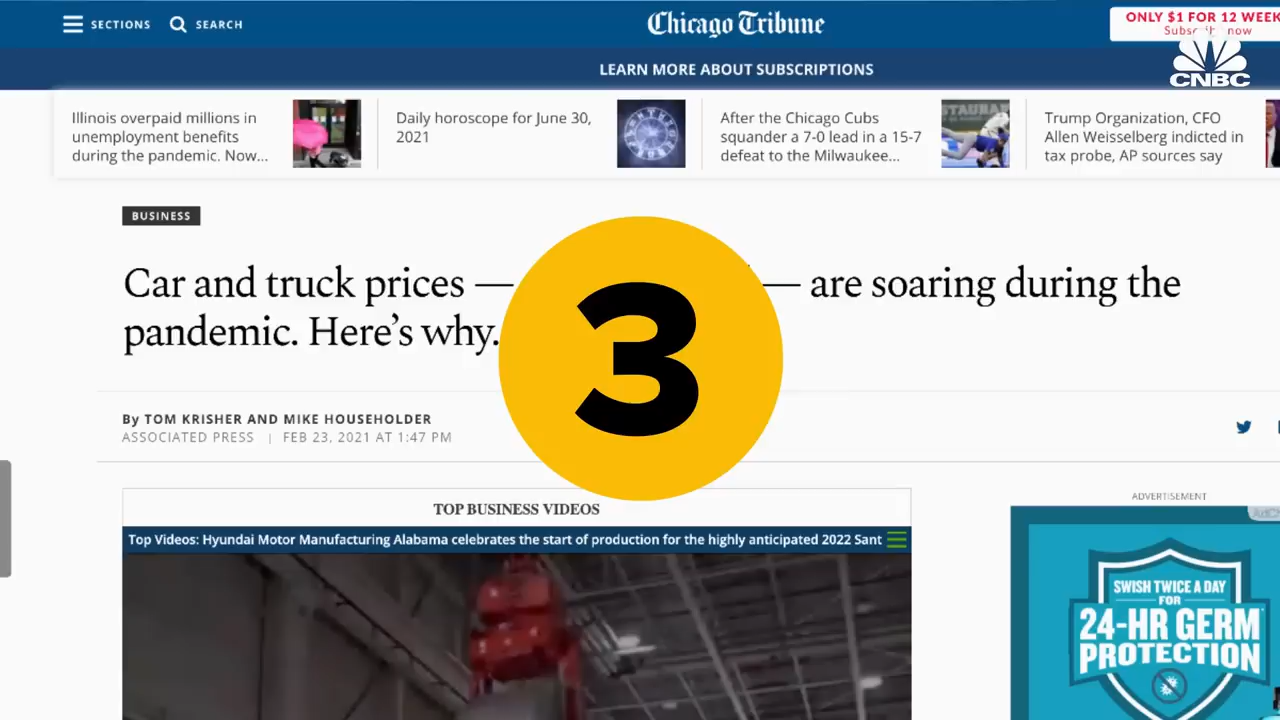 SECTIONS
SEARCH
Chicago Tribune
ONLY $1 FOR 12 WEEK
Subscribe now
CNBC
LEARN MORE ABOUT SUBSCRIPTIONS
Illinois overpaid millions in
unemployment benefits
during the pandemic. Now...
Daily horoscope for June 30,
2021
After the Chicago Cubs
squander a 7-0 lead in a 15-7
defeat to the Milwaukee...
Trump Organization, CFO
Allen Weisselberg indicted in
tax probe, AP sources say
BUSINESS
Car and truck prices — — are soaring during the
pandemic. Here’s why.
3
By TOM KRISHER AND MIKE HOUSEHOLDER
ASSOCIATED PRESS | FEB 23, 2021 AT 1:47 PM
TOP BUSINESS VIDEOS
Top Videos: Hyundai Motor Manufacturing Alabama celebrates the start of production for the highly anticipated 2022 Sant
ADVERTISEMENT
SWISH TWICE A DAY
FOR
24-HR GERM
PROTECTION